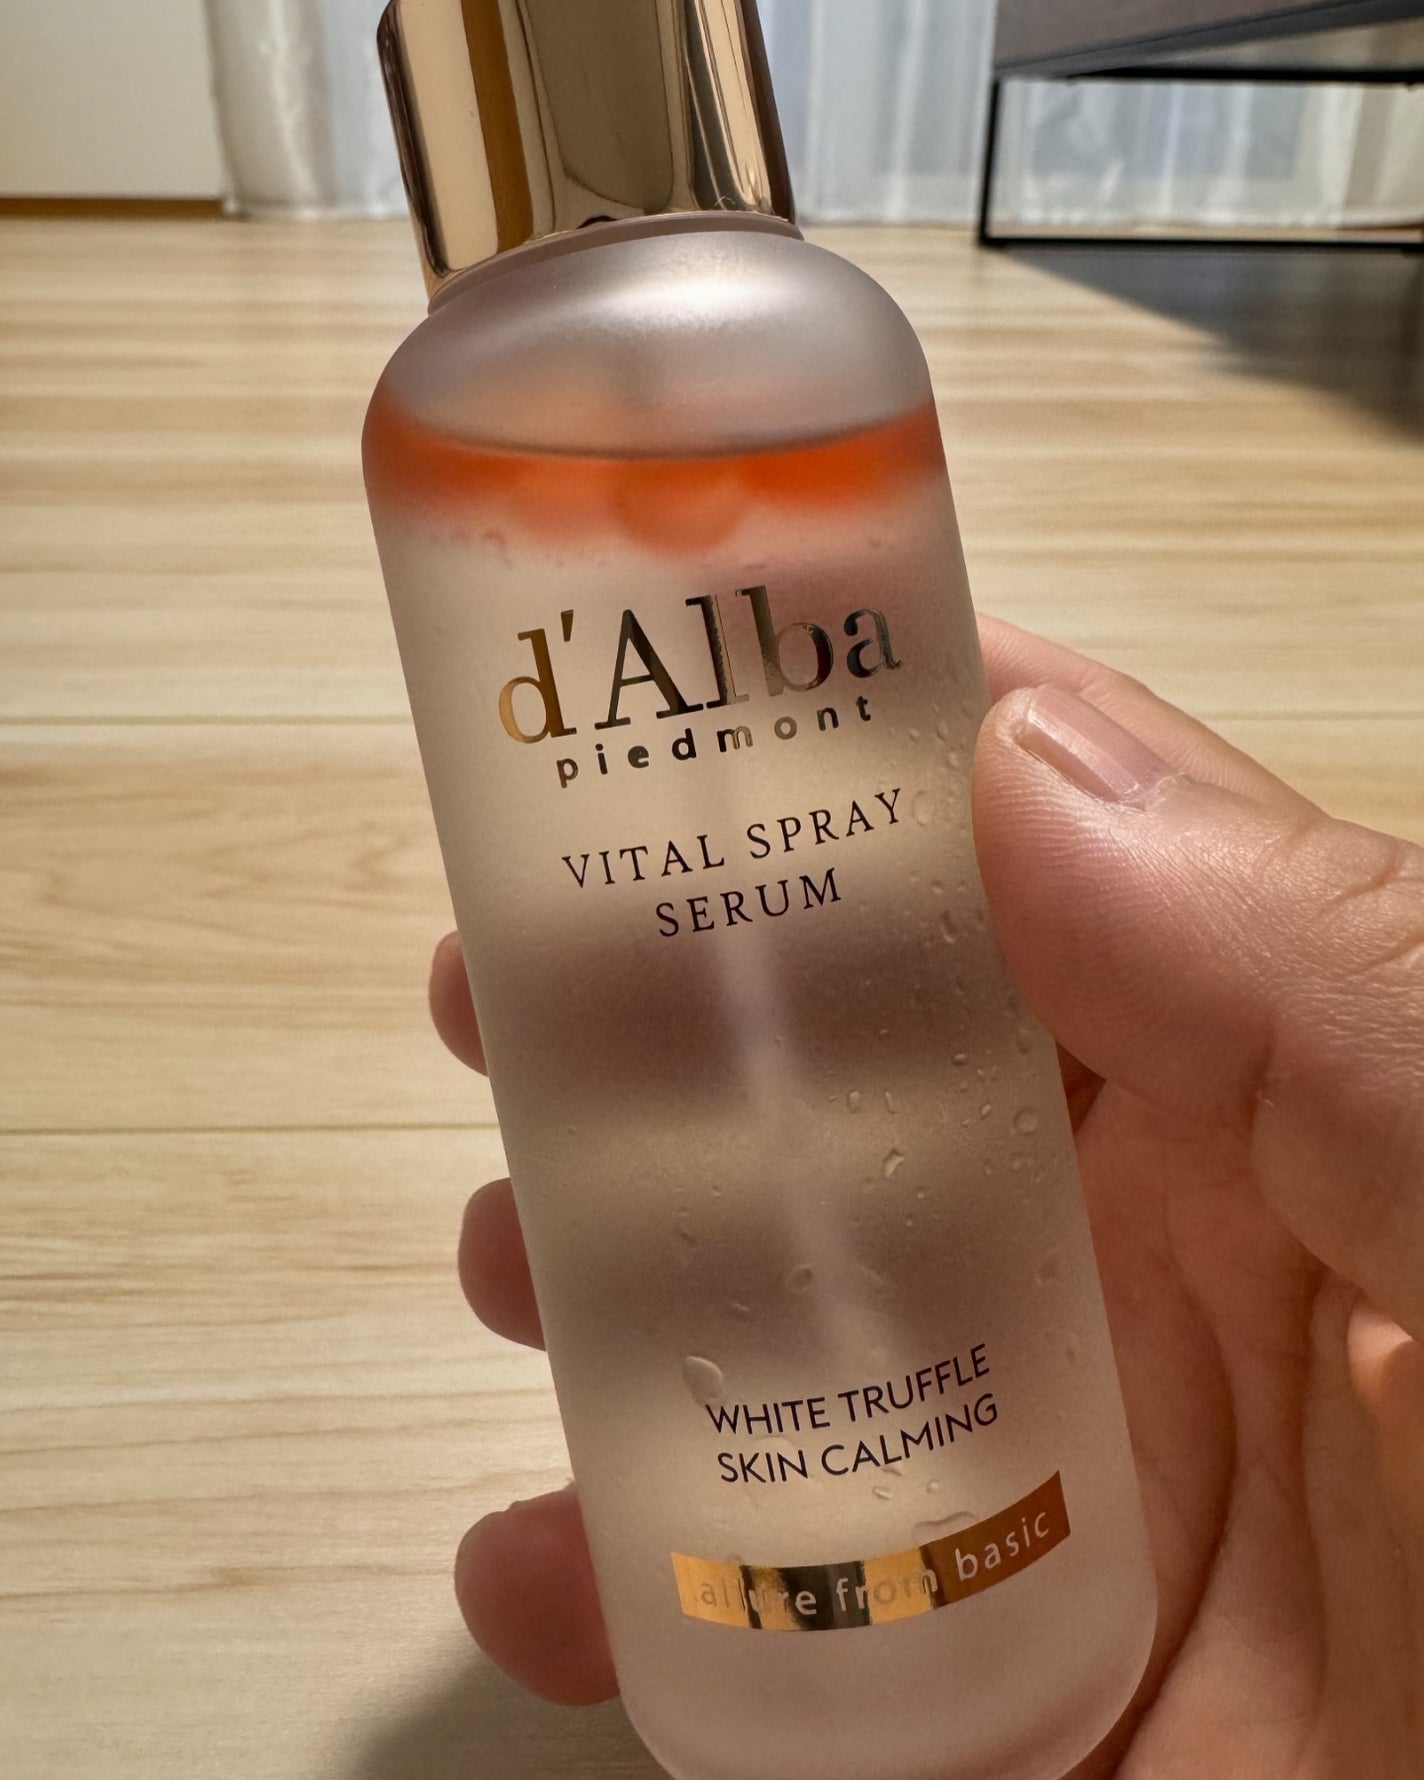 d'Alba
piedmont
VITAL SPRAY
SERUM
WHITE TRUFFLE
SKIN CALMING
allure from basic